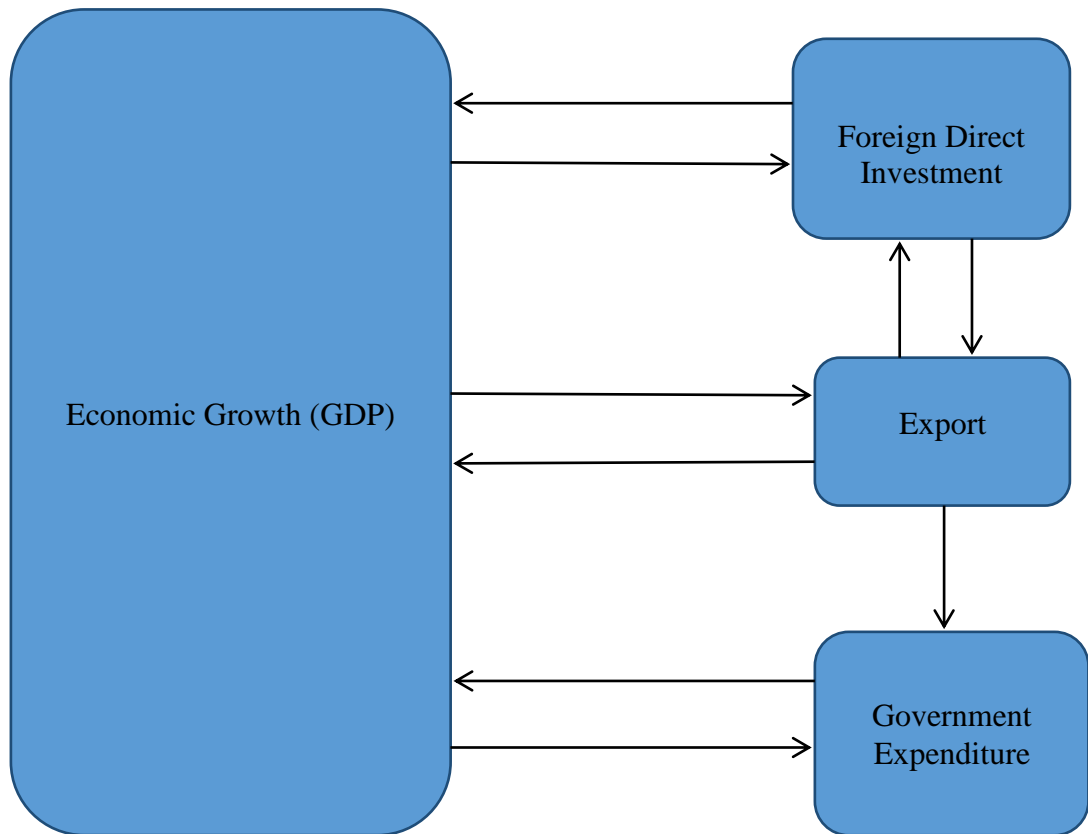 Foreign Direct
Investment
Economic Growth (GDP)
Export
Government
Expenditure